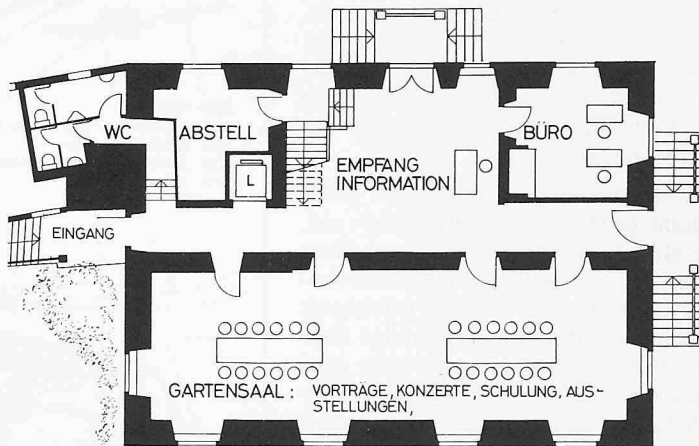 WC
ABSTELL
BÜRO
EMPFANG
INFORMATION
L
EINGANG
GARTENSAAL : VORTRÄGE, KONZERTE, SCHULUNG, AUS-
STELLUNGEN,